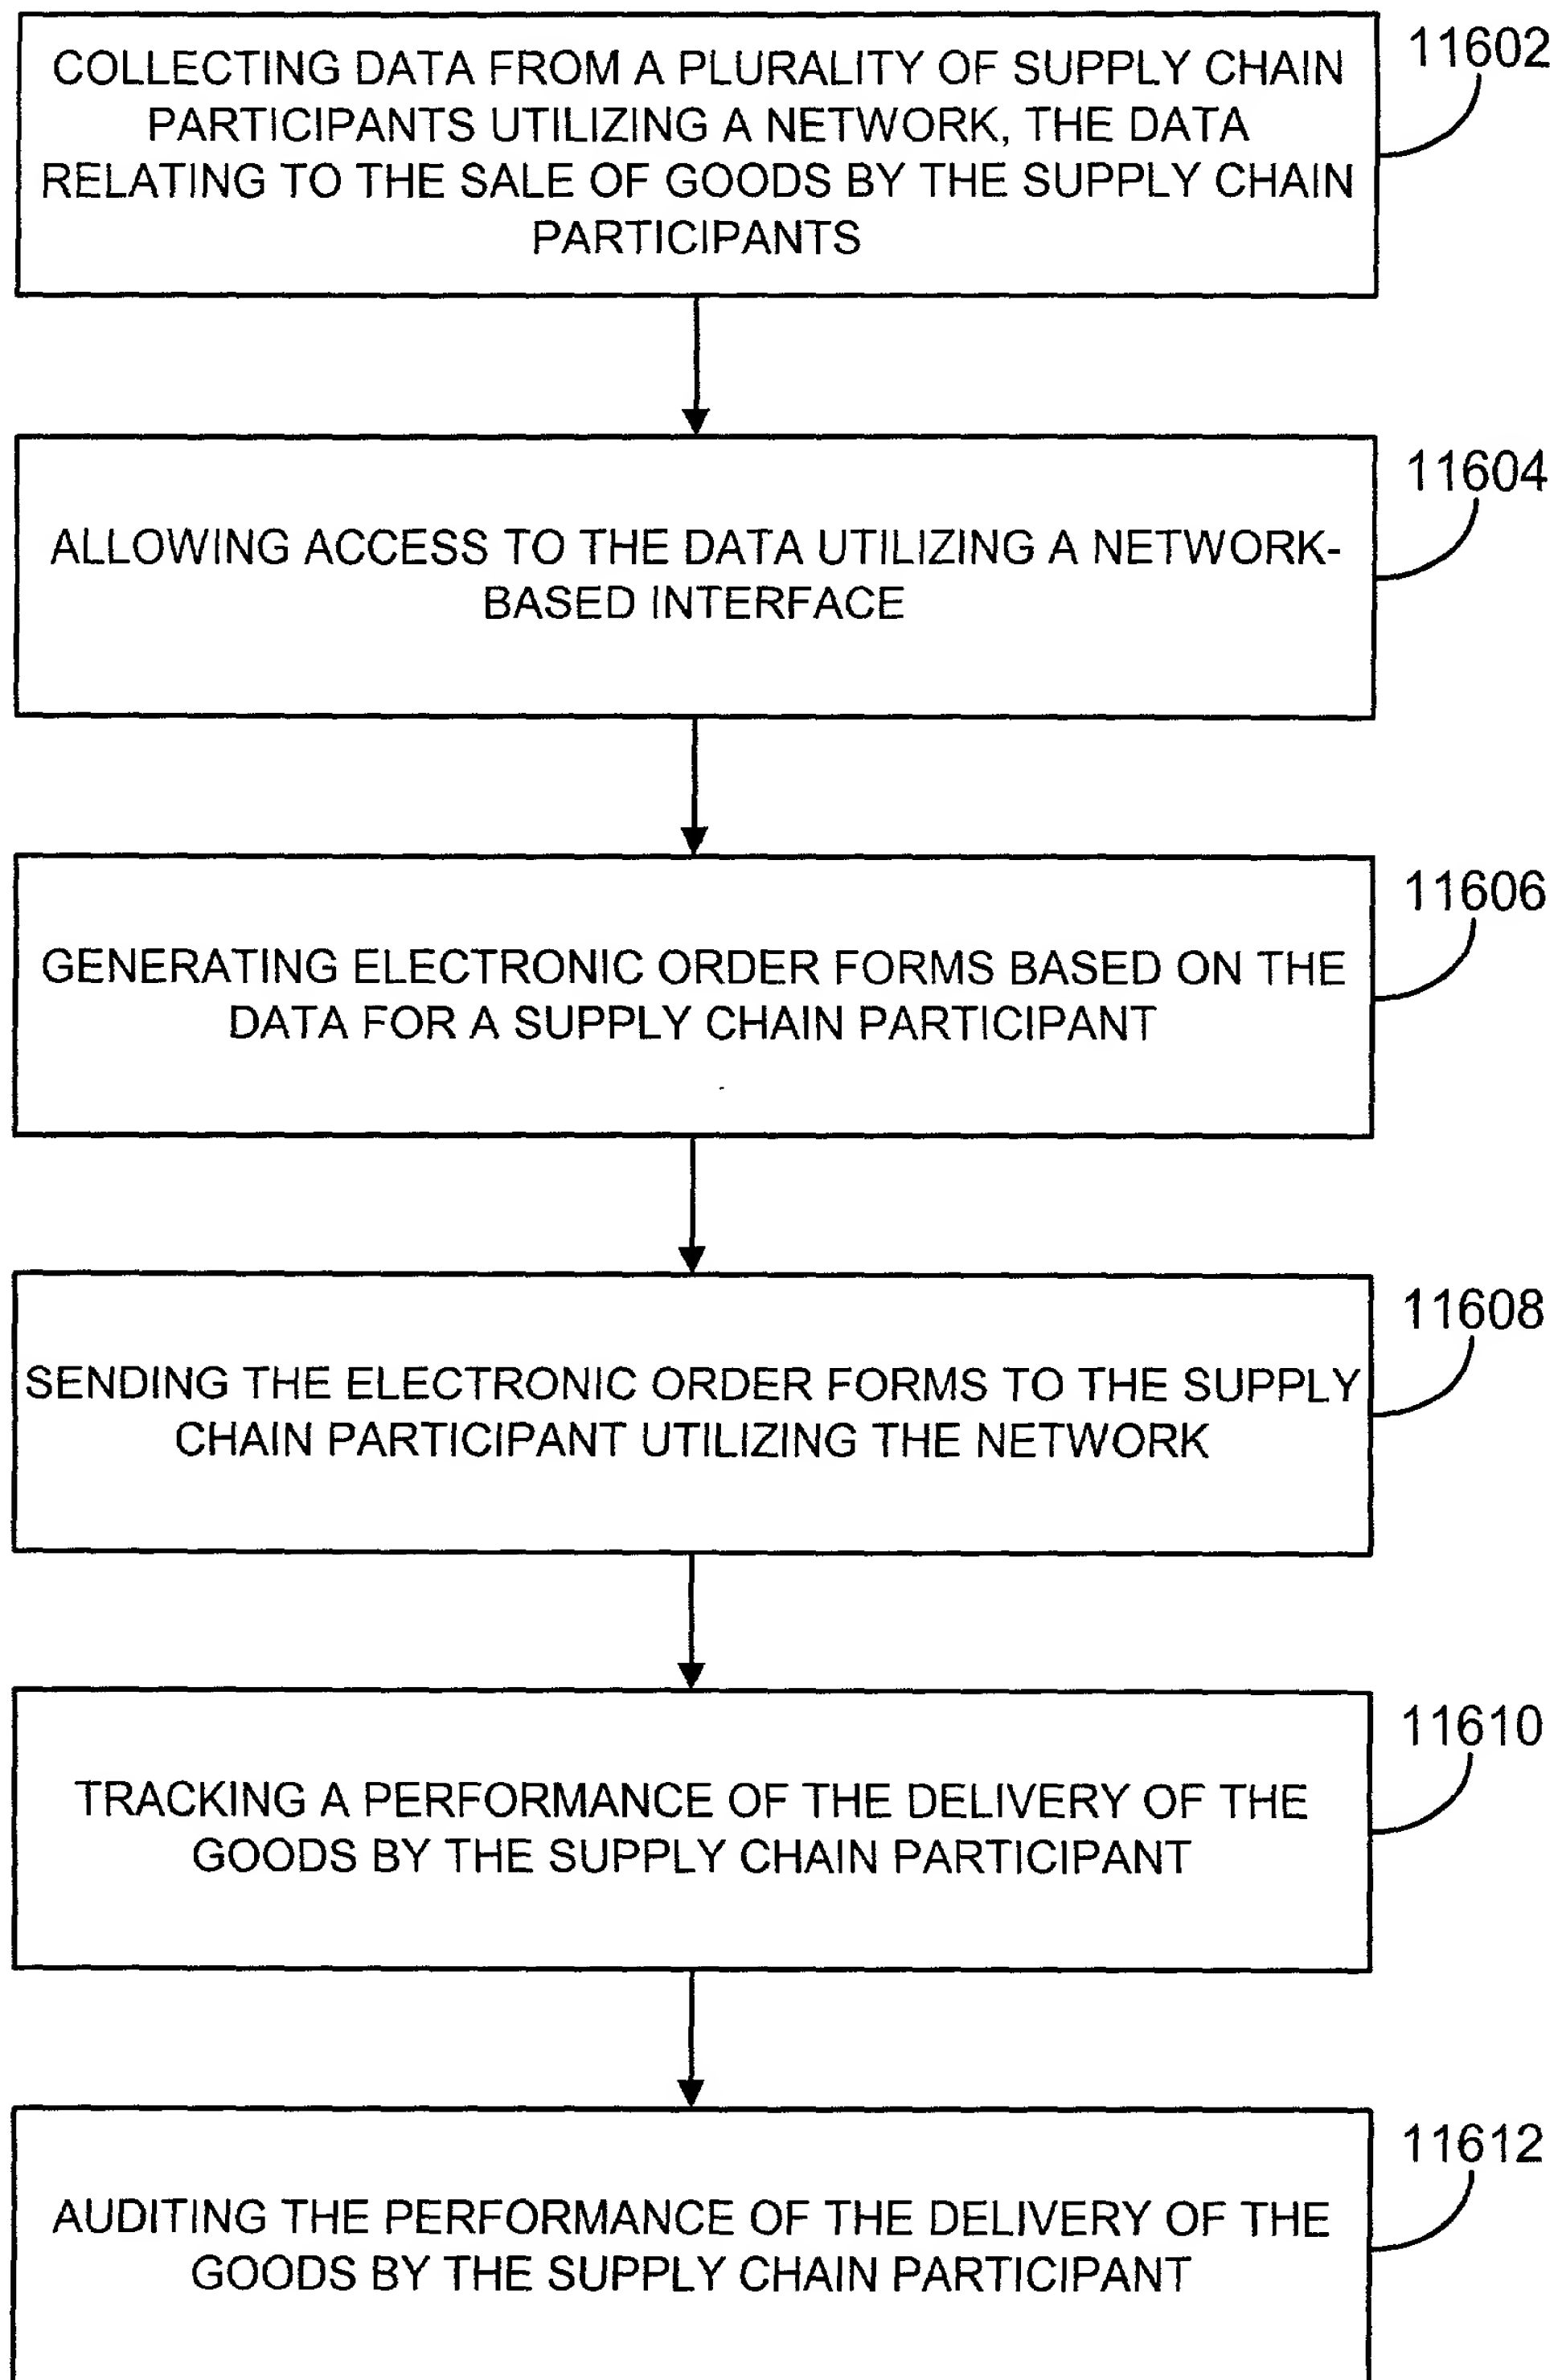 COLLECTING DATA FROM A PLURALITY OF SUPPLY CHAIN
PARTICIPANTS UTILIZING A NETWORK, THE DATA
RELATING TO THE SALE OF GOODS BY THE SUPPLY CHAIN
PARTICIPANTS
11602
ALLOWING ACCESS TO THE DATA UTILIZING A NETWORK-
BASED INTERFACE
11604
GENERATING ELECTRONIC ORDER FORMS BASED ON THE
DATA FOR A SUPPLY CHAIN PARTICIPANT
11606
SENDING THE ELECTRONIC ORDER FORMS TO THE SUPPLY
CHAIN PARTICIPANT UTILIZING THE NETWORK
11608
TRACKING A PERFORMANCE OF THE DELIVERY OF THE
GOODS BY THE SUPPLY CHAIN PARTICIPANT
11610
AUDITING THE PERFORMANCE OF THE DELIVERY OF THE
GOODS BY THE SUPPLY CHAIN PARTICIPANT
11612